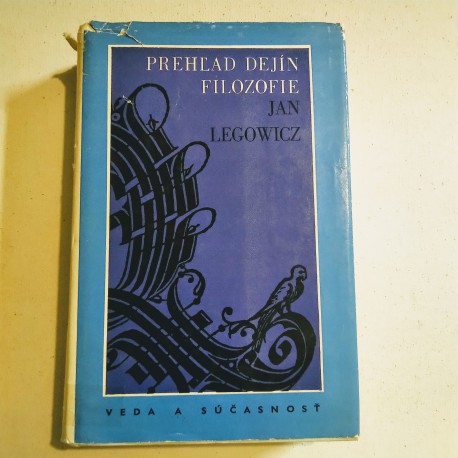 PREHĽAD DEJÍN
FILOZOFIE
JAN
LEGOWICZ
VEDA A SÚČASNOSŤ